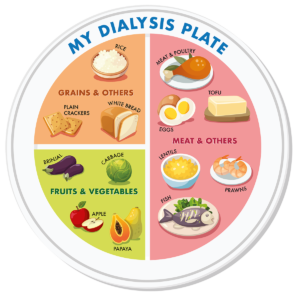 MY DIALYSIS PLATE
RICE
GRAINS & OTHERS
PLAIN
CRACKERS
WHITE BREAD
BRINJAL
CABBAGE
FRUITS & VEGETABLES
APPLE
PAPAYA
MEAT & POULTRY
TOFU
EGGS
MEAT & OTHERS
LENTILS
PRAWNS
FISH